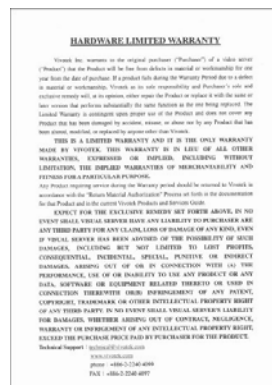 HARDWARE LIMITED WARRANTY
Vivotek Inc. warrants to the original purchaser ("Purchaser") of a video server
("Product") that the Product will be free from defects in material or workmanship for one
year from the date of purchase. If a product fails during the Warranty Period due to a defect
in material or workmanship, Vivotek as its sole responsibility and Purchaser's sole and
exclusive remedy will, at its opinion, either repair the Product or replace it with the same or
later version that performs substantially the same function as the one being replaced. The
Limited Warranty is contingent upon proper use of the Product and does not cover any
Product that has been damaged by accident, misuse, or abuse nor by any Product that has
been altered, modified, or replaced by anyone other than Vivotek.
THIS IS A LIMITED WARRANTY AND IT IS THE ONLY WARRANTY
MADE BY VIVOTEK. THIS WARRANTY IS IN LIEU OF ALL OTHER
WARRANTIES, EXPRESSED OR IMPLIED, INCLUDING WITHOUT
LIMITATION, THE IMPLIED WARRANTIES OF MERCHANTABILITY AND
FITNESS FOR A PARTICULAR PURPOSE.
Any Product requiring service during the Warranty period should be returned to Vivotek in
accordance with the "Return Material Authorization" Process set forth in the documentation
for that Product and in the current Vivotek Products and Services Guide.
EXPECT FOR THE EXCLUSIVE REMEDIES SET FORTH ABOVE, IN NO
EVENT SHALL VISUAL SERVER HAVE ANY LIABILITY TO PURCHASER ARE
ANY THIRD PARTY FOR ANY CLAIM, LOSS OR DAMAGE OF ANY KIND, EVEN
IF VISUAL SERVER HAS BEEN ADVISED OF THE POSSIBILITY OF SUCH
DAMAGES, INCLUDING BUT NOT LIMITED TO LOST PROFITS,
CONSEQUENTIAL, INCIDENTAL, SPECIAL, PUNITIVE OR INDIRECT
DAMAGES, ARISING OUT OF OR IN CONNECTION WITH (A) THE
PERFORMANCE, USE OF OR INABILITY TO USE ANY PRODUCT OR ANY
DATA, SOFTWARE OR EQUIPMENT RELATED THERETO OR USED IN
CONNECTION THEREWITH OR(B) INFRINGEMENT OF ANY PATENT,
COPYRIGHT, TRADEMARK OR OTHER INTELLECTUAL PROPERTY RIGHT
OF ANY THIRD PARTY. IN NO EVENT SHALL VISUAL SERVER'S LIABILITY
FOR DAMAGES, WHETHER ARISING OUT OF CONTRACT, NEGLIGENCE,
WARRANTY OR INFRINGEMENT OF ANY INTELLECTUAL PROPERTY RIGHT,
EXCEED THE PURCHASE PRICE PAID BY PURCHASER FOR THE PRODUCT.
Technical Support : technical@vivotek.com
www.vivotek.com
phone : +886-2-2240
FAX : +886-2-2240